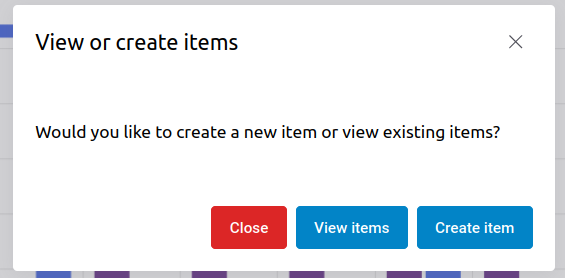 View or create items
Would you like to create a new item or view existing items?
Close
View items
Create item